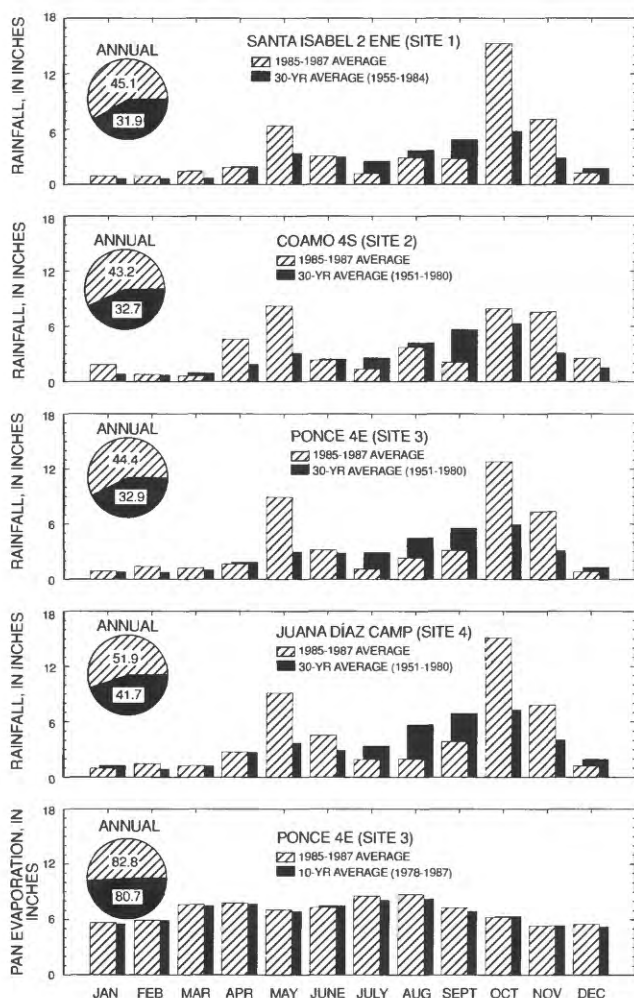 ANNUAL
45.1
31.9
SANTA ISABEL 2 ENE (SITE 1)
1985-1987 AVERAGE
30-YR AVERAGE (1955-1984)
RAINFALL, IN INCHES
18
12
6
0
ANNUAL
43.2
32.7
COAMO 4S (SITE 2)
1985-1987 AVERAGE
30-YR AVERAGE (1951-1980)
RAINFALL, IN INCHES
18
12
6
0
ANNUAL
44.4
32.9
PONCE 4E (SITE 3)
1985-1987 AVERAGE
30-YR AVERAGE (1951-1980)
RAINFALL, IN INCHES
18
12
6
0
ANNUAL
51.9
41.7
JUANA DÍAZ CAMP (SITE 4)
1985-1987 AVERAGE
30-YR AVERAGE (1951-1980)
RAINFALL, IN INCHES
18
12
6
0
ANNUAL
82.8
80.7
PONCE 4E (SITE 3)
1985-1987 AVERAGE
10-YR AVERAGE (1978-1987)
PAN EVAPORATION, IN
INCHES
18
12
6
0
JAN FEB MAR APR MAY JUNE JULY AUG SEPT OCT NOV DEC